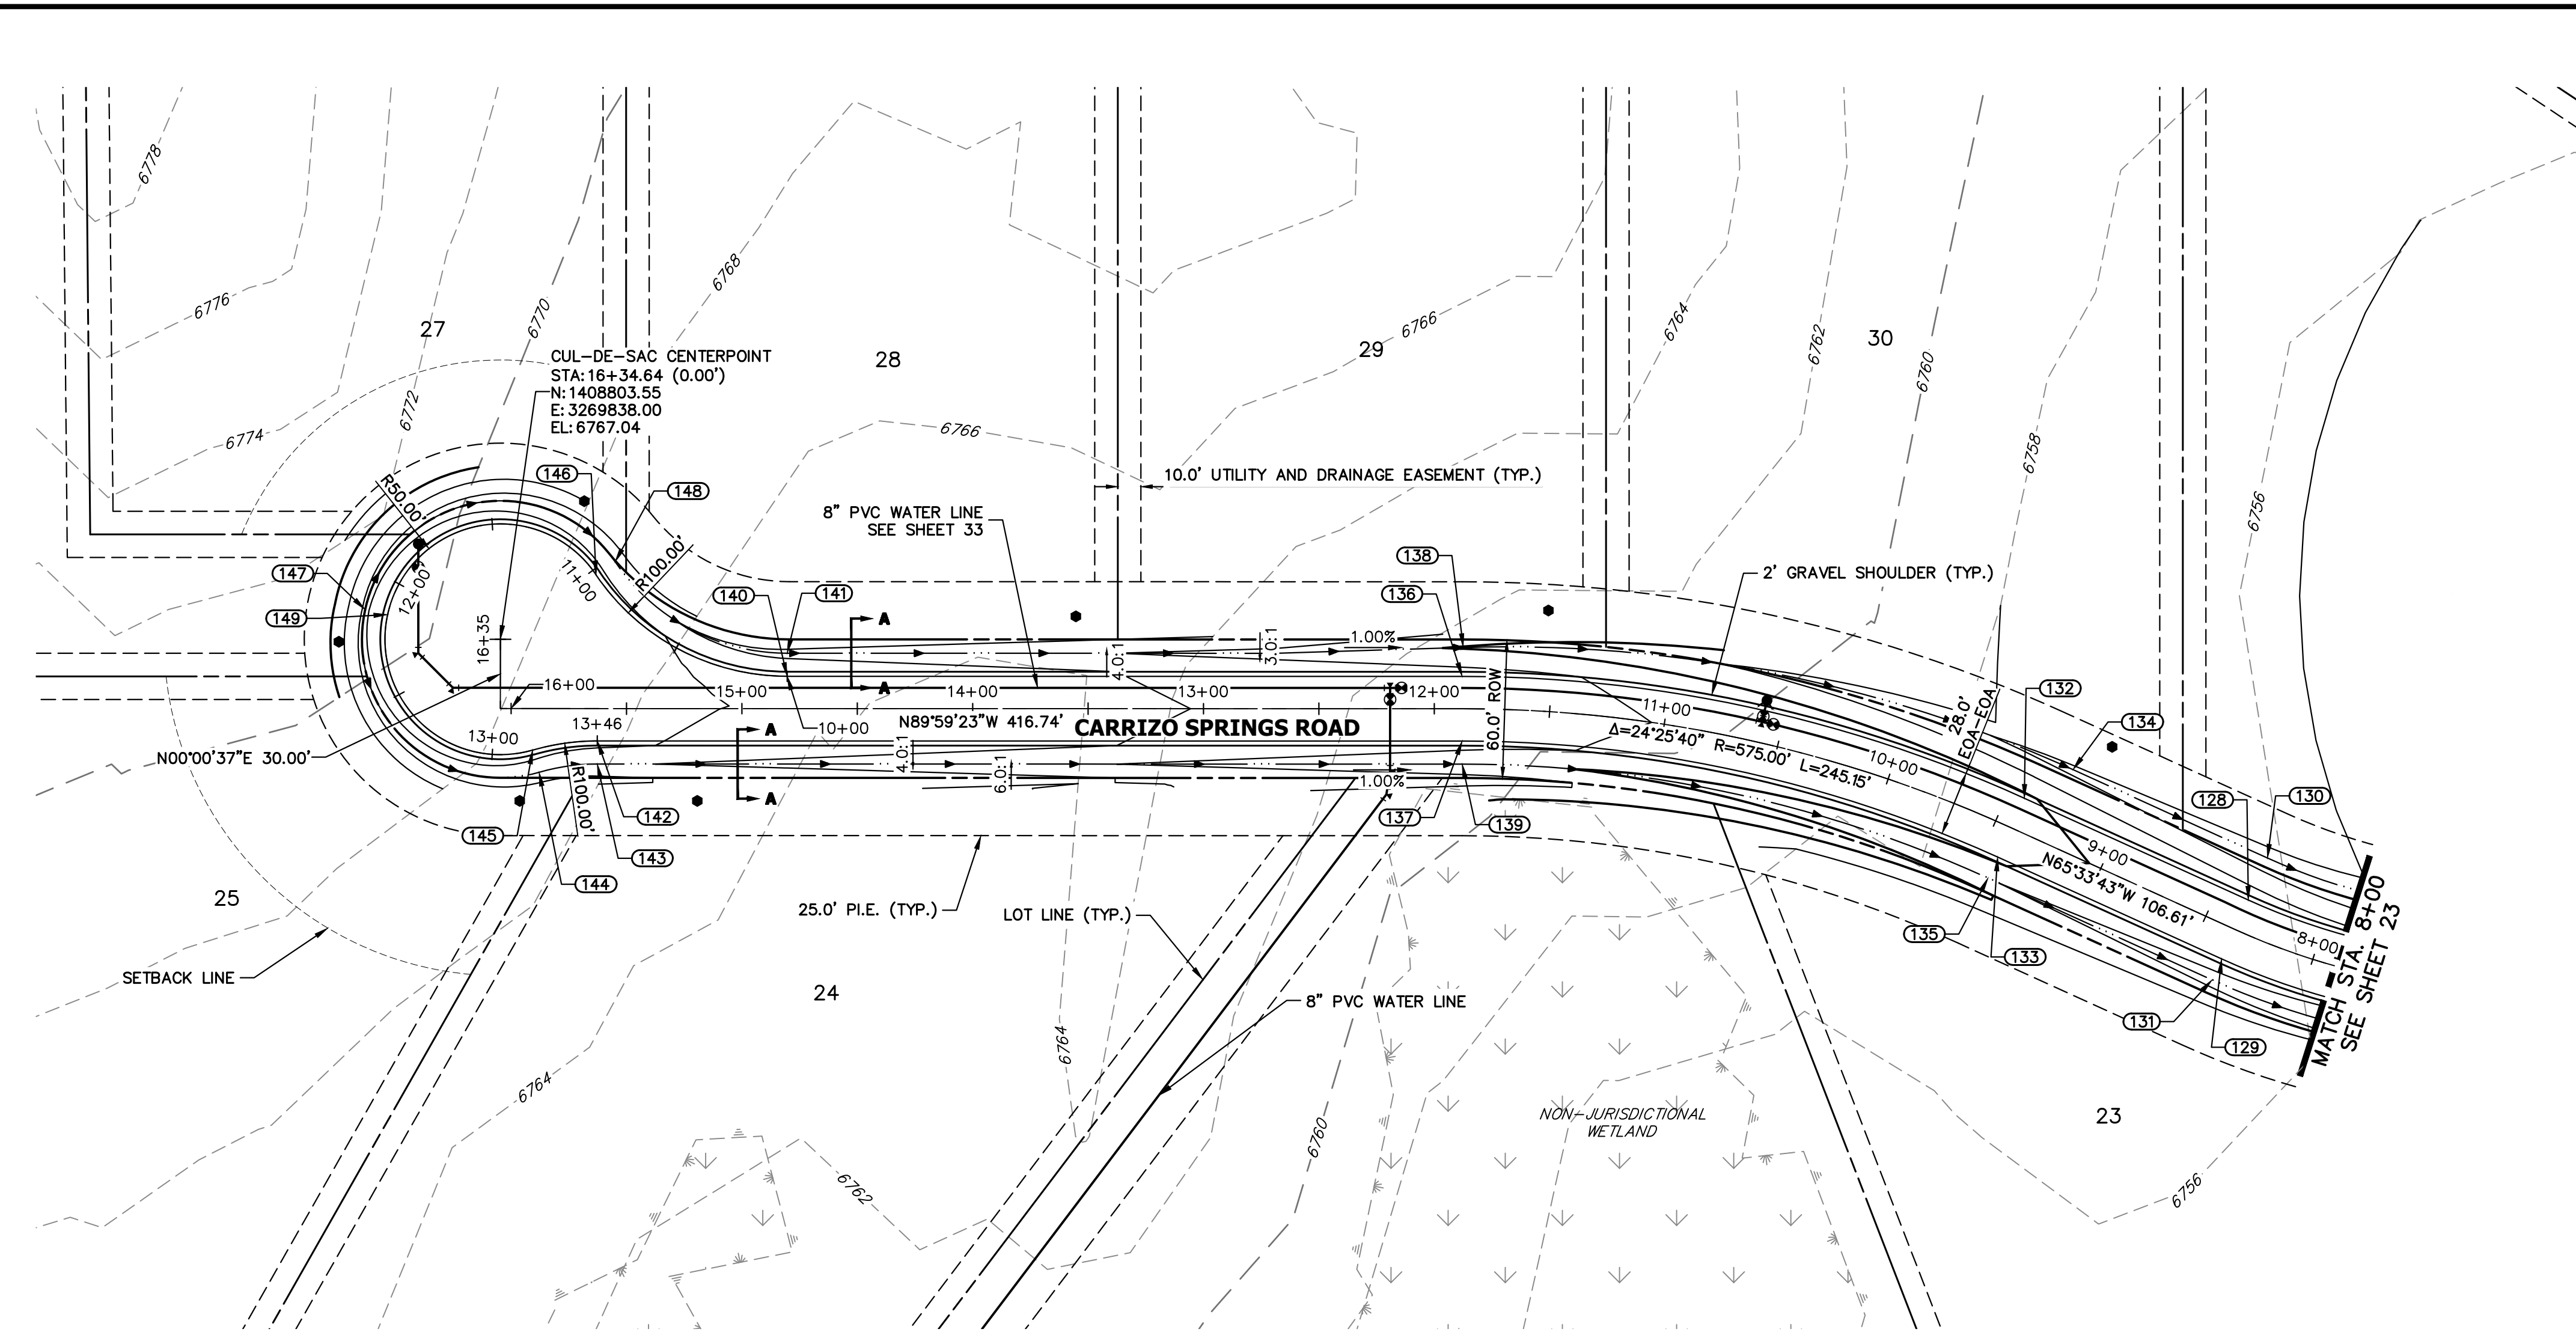 6778
6776
6774
6772
6770
6768
6766
6766
6764
6762
6760
6758
6756
27
28
29
30
CUL-DE-SAC CENTERPOINT
STA: 16+34.64 (0.00')
N: 1408803.55
E: 3269838.00
EL: 6767.04
10.0' UTILITY AND DRAINAGE EASEMENT (TYP.)
8" PVC WATER LINE
SEE SHEET 33
2' GRAVEL SHOULDER (TYP.)
R50.00'
146
148
147
149
12+00
11+00
R100.00'
140
141
A
A
138
136
1.00%
3.0:1
4.0:1
60.0' ROW
16+35
16+00
15+00
14+00
13+00
12+00
11+00
10+00
9+00
8+00
13+00
13+46
10+00
N89°59'23"W 416.74'
CARRIZO SPRINGS ROAD
Δ=24°25'40" R=575.00' L=245.15'
28.0'
EOA-EOA
132
134
128
130
N65°33'43"W 106.61'
N00°00'37"E 30.00'
A
A
4.0:1
6.0:1
1.00%
R100.00'
145
142
143
144
137
139
135
133
131
129
MATCH STA. 8+00
SEE SHEET 23
25
24
23
25.0' P.I.E. (TYP.)
LOT LINE (TYP.)
SETBACK LINE
8" PVC WATER LINE
NON-JURISDICTIONAL
WETLAND
6764
6764
6762
6760
6756